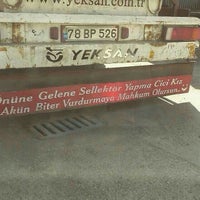 www.yeksan.com.tr
78 BP 526
YEKSAN
Önüne Gelene Sellektör Yapma Cici Kız
Akün Biter Vurdurmaya Mahkum Olursun..